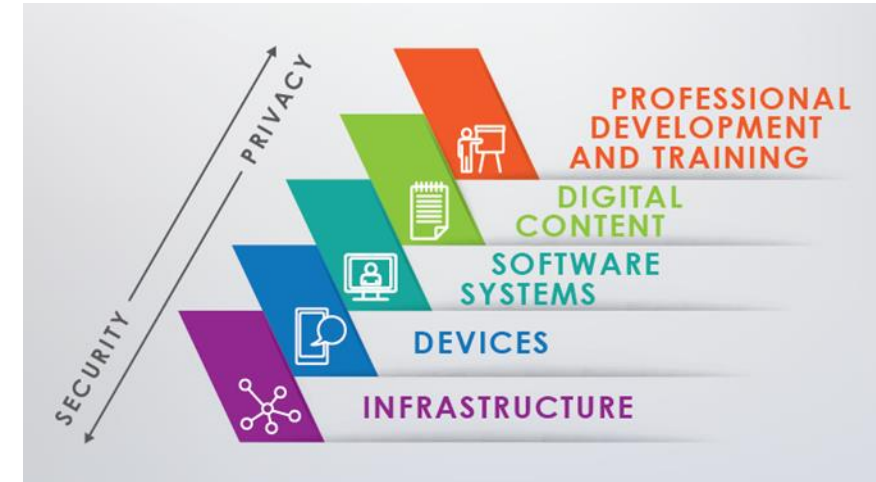 SECURITY
PRIVACY
PROFESSIONAL
DEVELOPMENT
AND TRAINING
DIGITAL
CONTENT
SOFTWARE
SYSTEMS
DEVICES
INFRASTRUCTURE